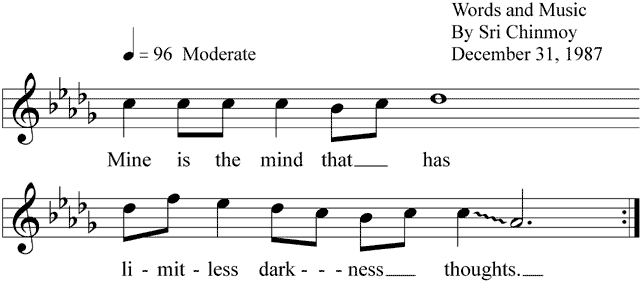 Words and Music
By Sri Chinmoy
= 96 Moderate
December 31, 1987
Mine is the mind that___ has
li - mit - less dark - - - ness___ thoughts.__